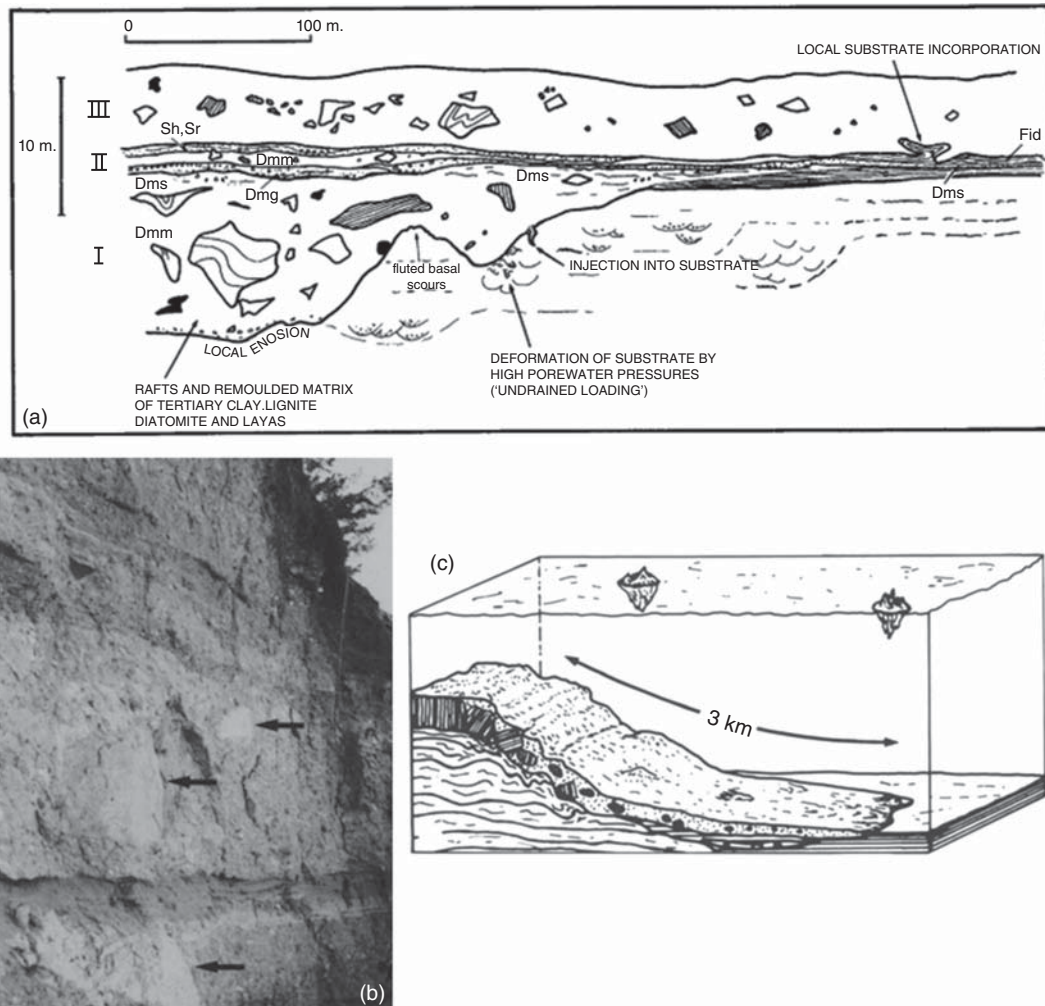 0 100 m.
LOCAL SUBSTRATE INCORPORATION
III
Sh,Sr
10 m.
II
Dmm
Fid
Dms
Dms
Dmg
Dms
Dmm
I
fluted basal
scours
INJECTION INTO SUBSTRATE
LOCAL ENOSION
DEFORMATION OF SUBSTRATE BY
HIGH POREWATER PRESSURES
(‘UNDRAINED LOADING’)
RAFTS AND REMOULDED MATRIX
OF TERTIARY CLAY.LIGNITE
DIATOMITE AND LAYAS
(a)
(c)
3 km
(b)